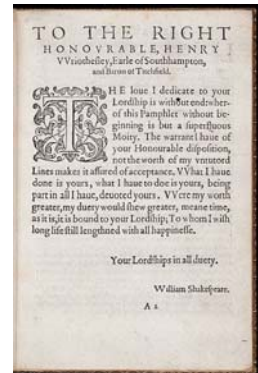 TO THE RIGHT
HONOVRABLE, HENRY
VVriotheſley, Earle of Southhampton,
and Baron of Titchfield.
THE loue I dedicate to your
Lordſhip is without end:wher-
of this Pamphlet without be-
ginning is but a ſuperfluous
Moity. The warrant I haue of
your Honourable diſpoſition,
not the worth of my vntutord
Lines makes it aſſured of acceptance. VVhat I haue
done is yours, what I haue to doe is yours, being
part in all I haue, deuoted yours. VVere my worth
greater, my duety would ſhew greater, meane time,
as it is, it is bound to your Lordſhip; To whom I wiſh
long life ſtill lengthned with all happineſſe.
Your Lordſhips in all duety.
William Shakeſpeare.
A 2